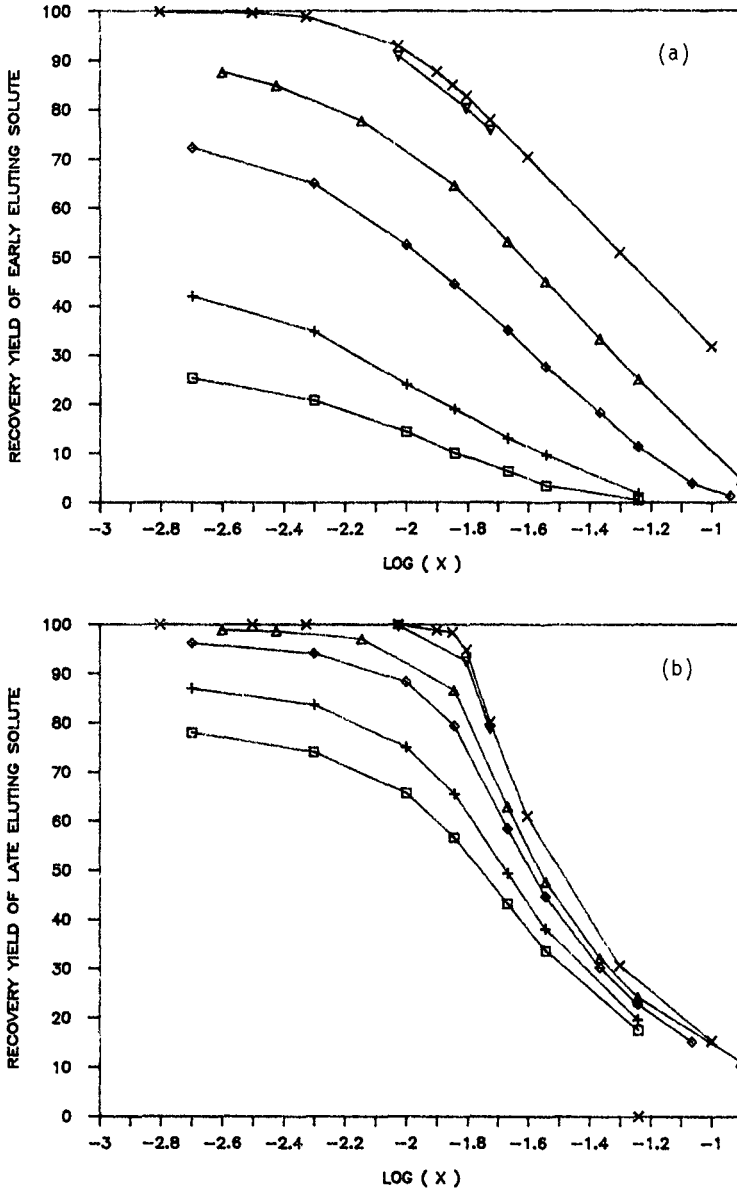 (a)
RECOVERY YIELD OF EARLY ELUTING SOLUTE
100
90
80
70
60
50
40
30
20
10
0
-3 -2.8 -2.6 -2.4 -2.2 -2 -1.8 -1.6 -1.4 -1.2 -1
LOG ( X )
(b)
RECOVERY YIELD OF LATE ELUTING SOLUTE
100
90
80
70
60
50
40
30
20
10
0
-3 -2.8 -2.6 -2.4 -2.2 -2 -1.8 -1.6 -1.4 -1.2 -1
LOG ( X )